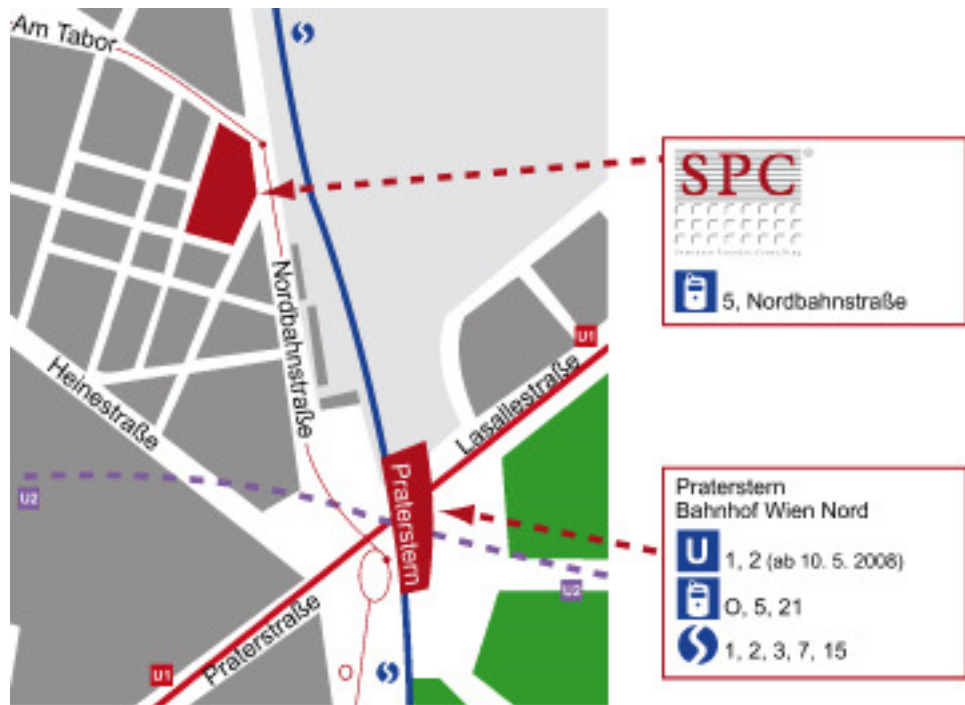 Am Tabor
SPC
®
5, Nordbahnstraße
Nordbahnstraße
U1
Heinestraße
Lasallestraße
Praterstern
U2
Praterstern
Bahnhof Wien Nord
U 1, 2 (ab 10. 5. 2008)
O, 5, 21
1, 2, 3, 7, 15
U2
Praterstraße
U1
O